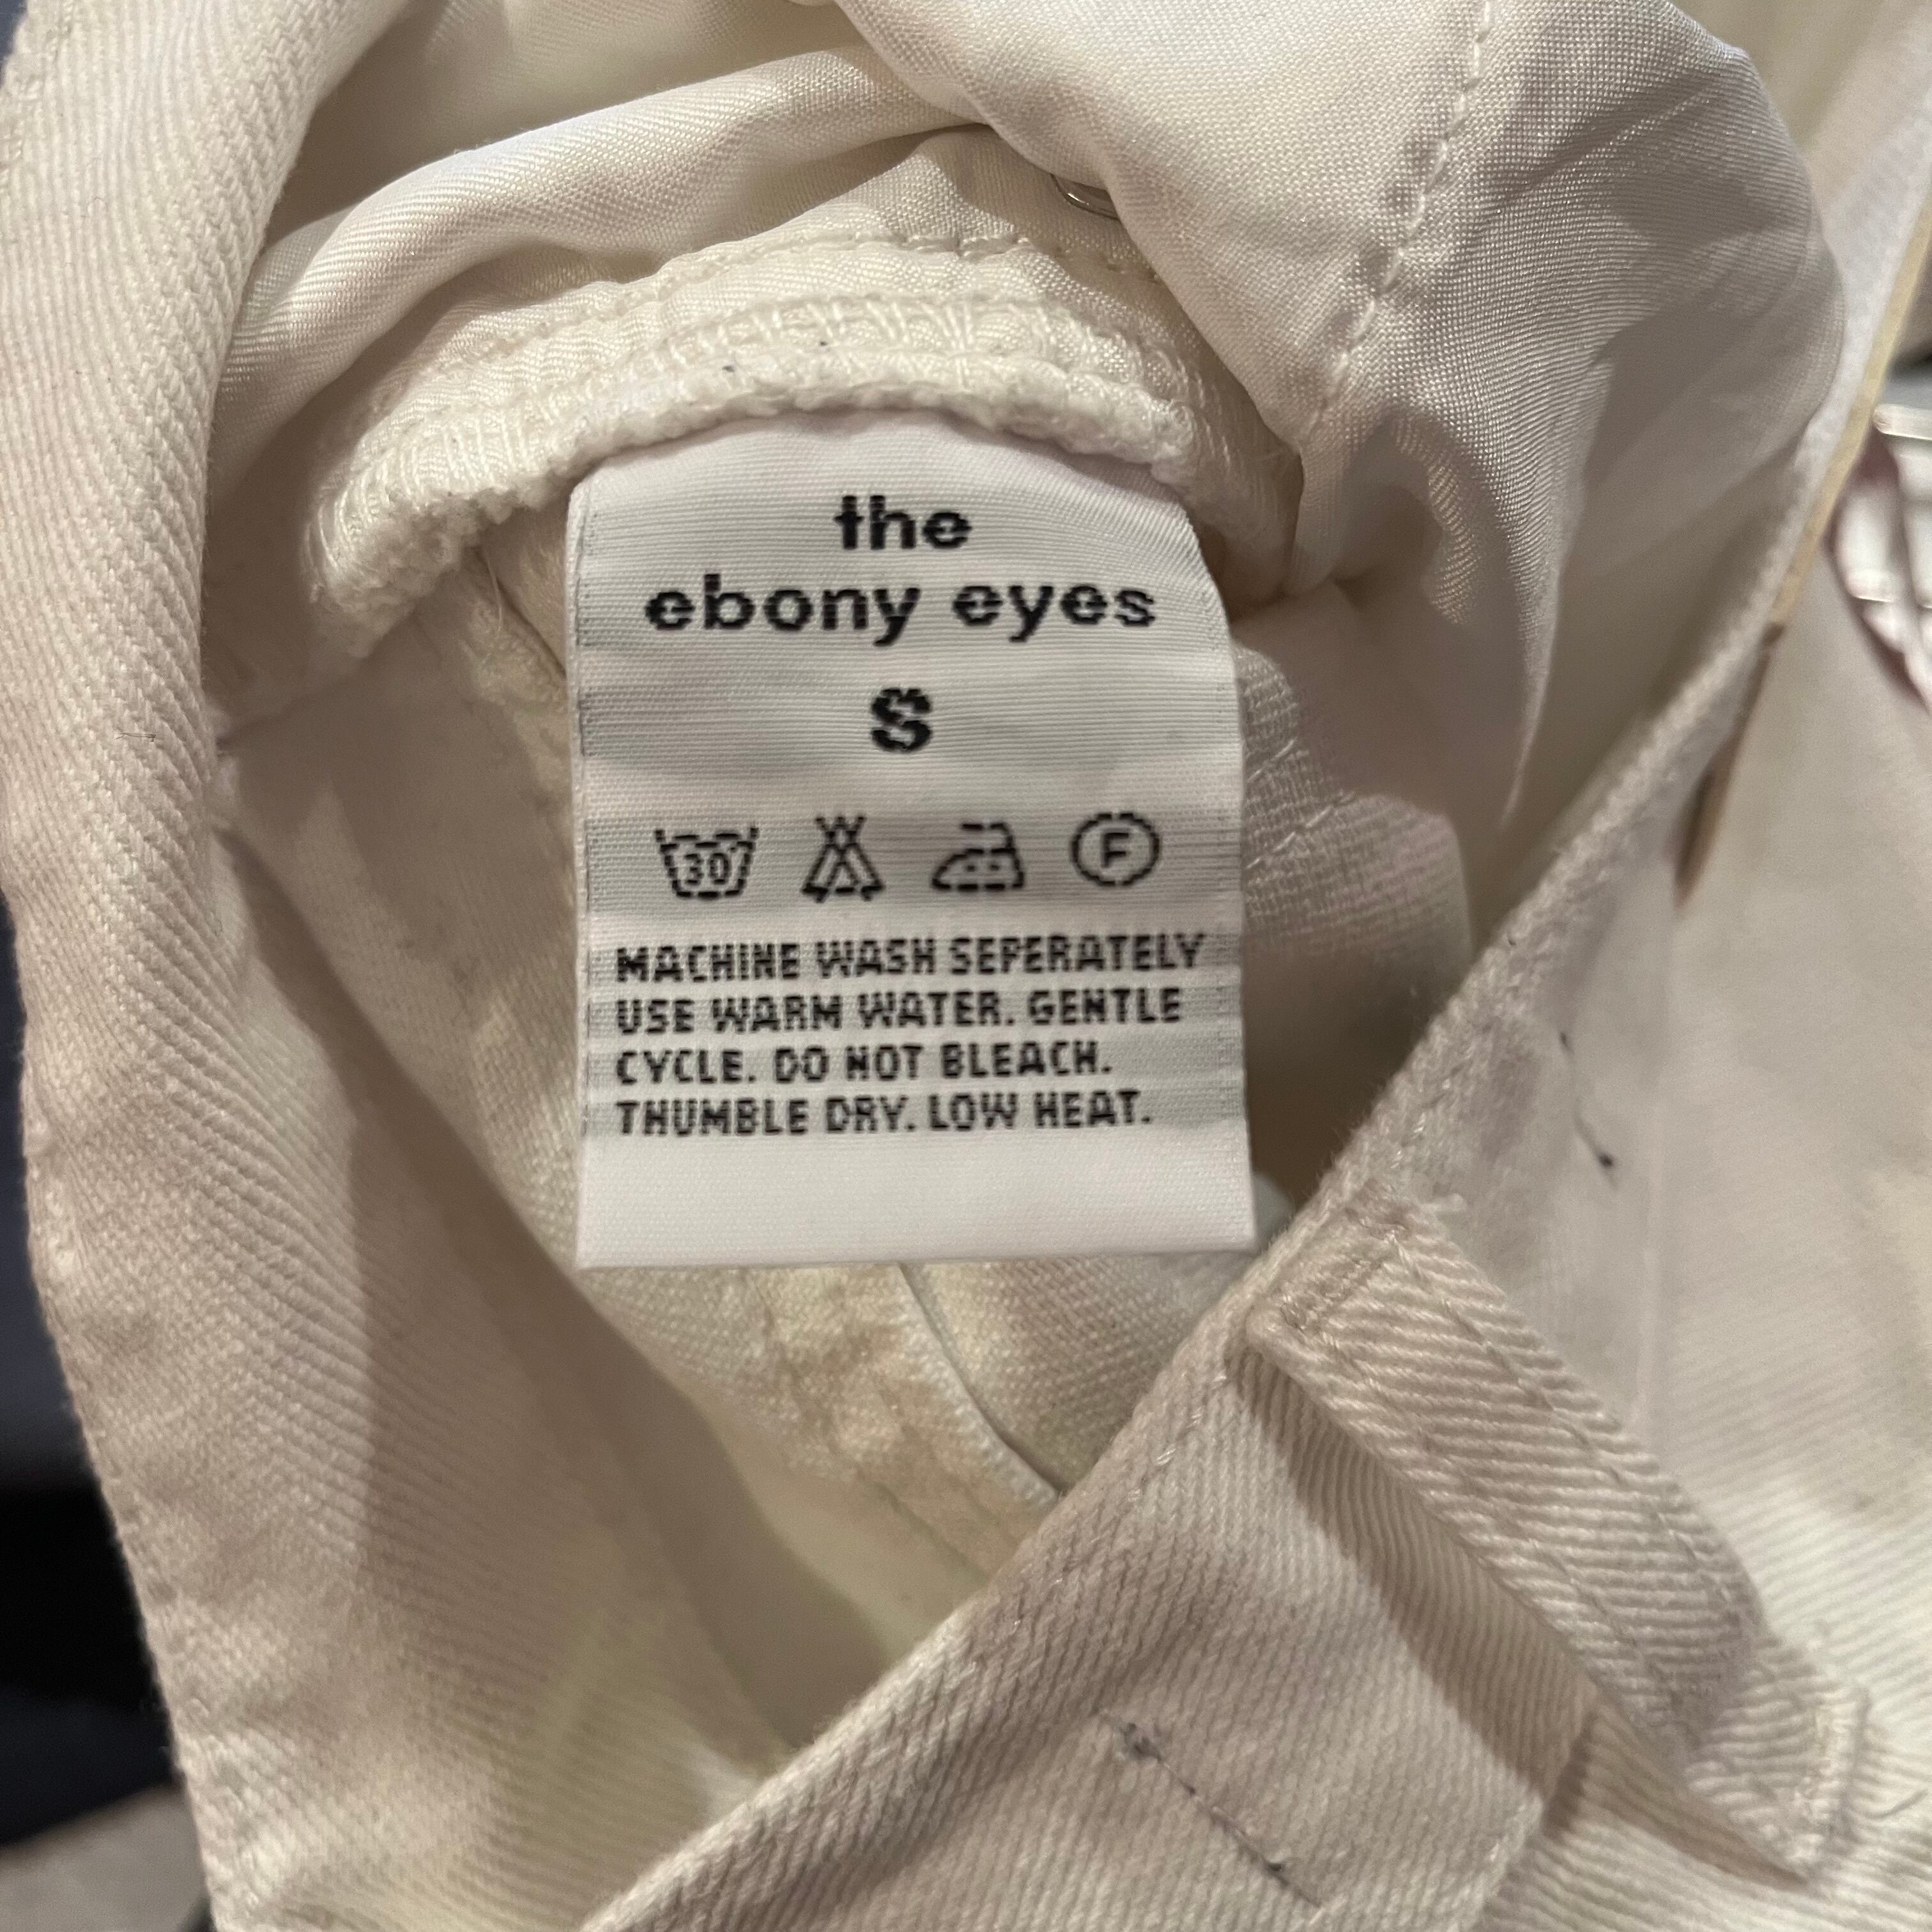 the
ebony eyes
S
30 F
MACHINE WASH SEPERATELY
USE WARM WATER. GENTLE
CYCLE. DO NOT BLEACH.
THUMBLE DRY. LOW HEAT.